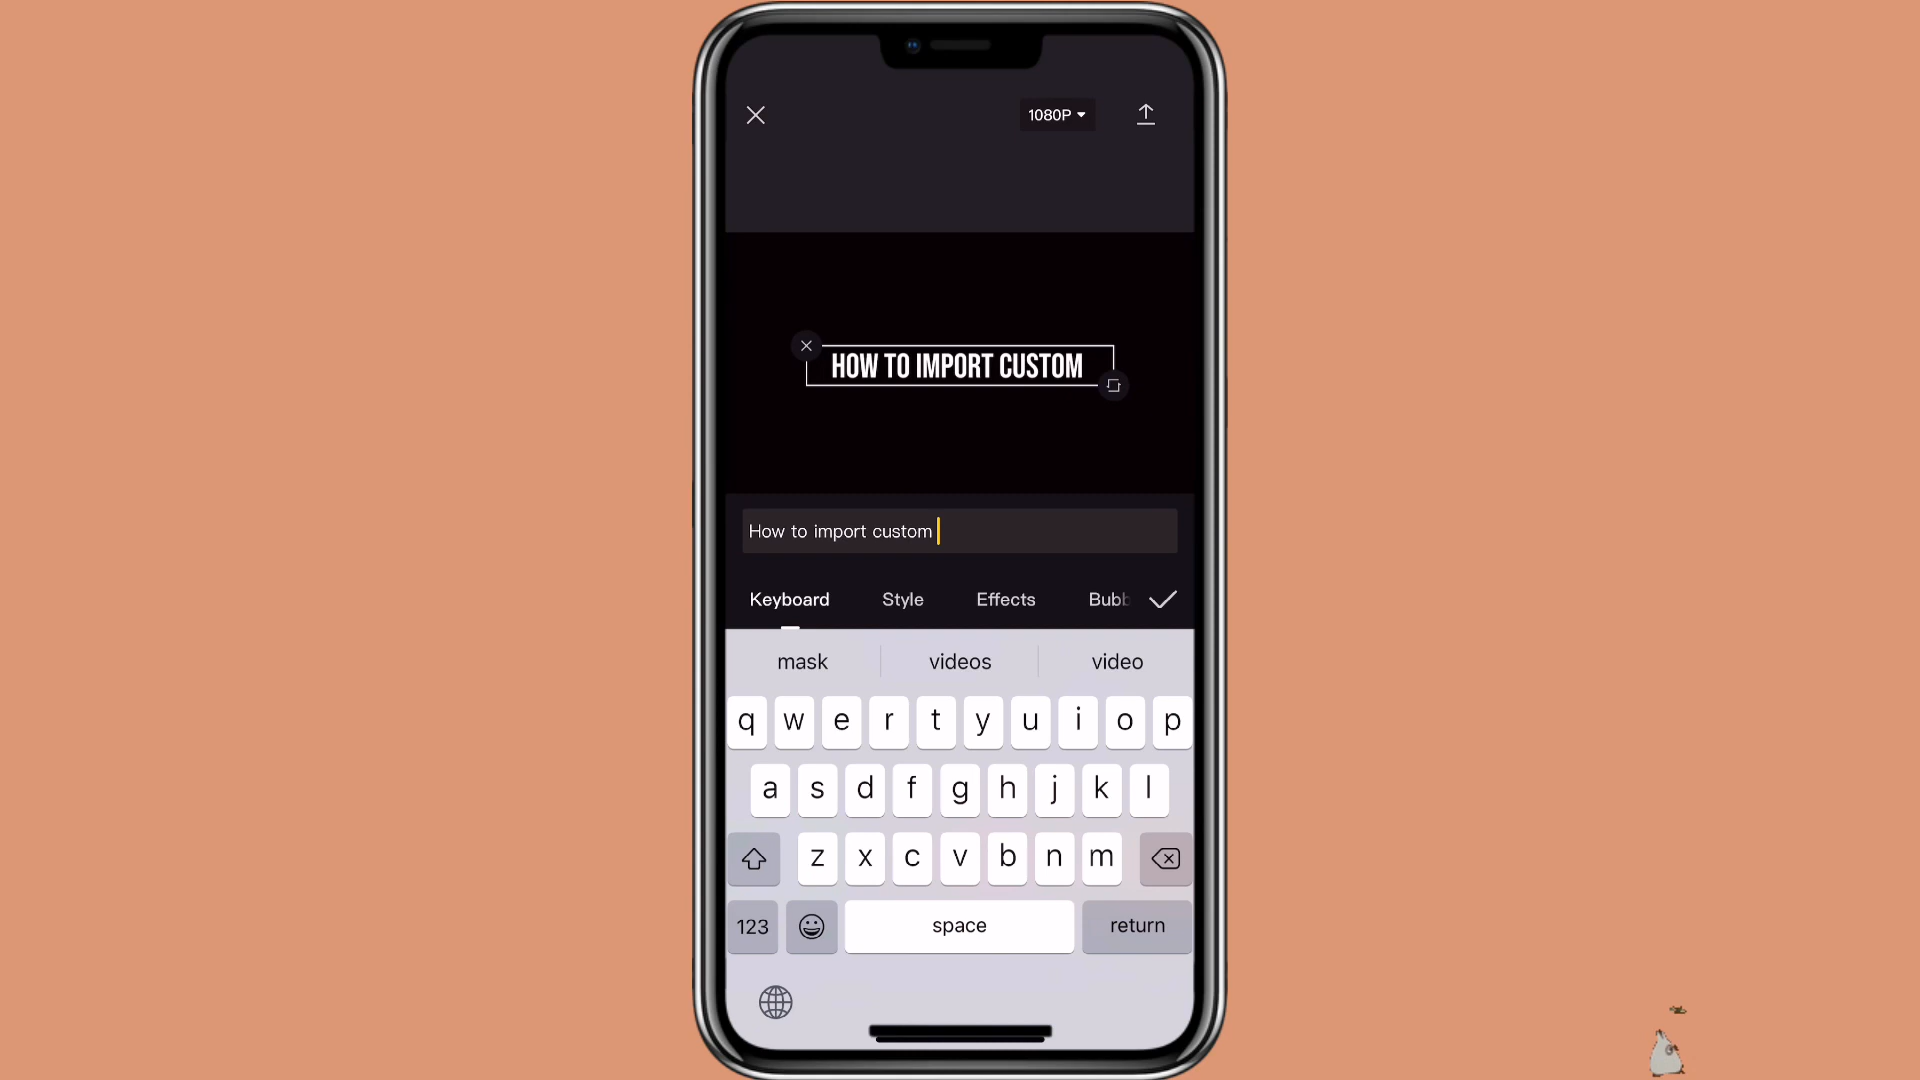 1080P
HOW TO IMPORT CUSTOM
How to import custom
Keyboard Style Effects Bubb
mask videos video
q w e r t y u i o p
a s d f g h j k l
z x c v b n m
123 space return